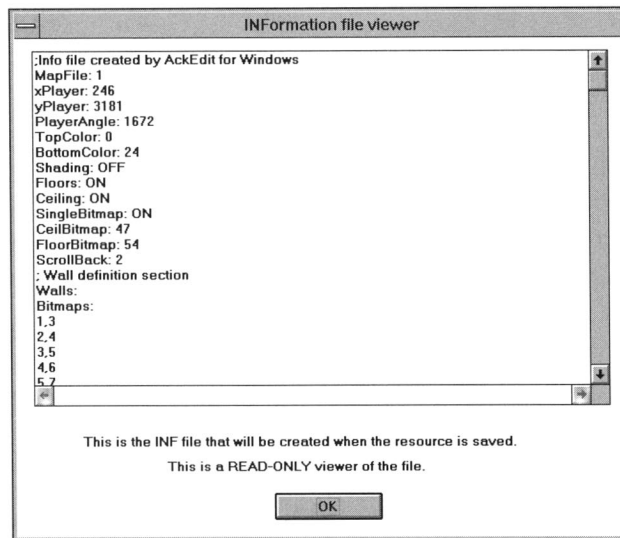 INFormation file viewer
;Info file created by AckEdit for Windows
MapFile: 1
xPlayer: 246
yPlayer: 3181
PlayerAngle: 1672
TopColor: 0
BottomColor: 24
Shading: OFF
Floors: ON
Ceiling: ON
SingleBitmap: ON
CeilBitmap: 47
FloorBitmap: 54
ScrollBack: 2
; Wall definition section
Walls:
Bitmaps:
1,3
2,4
3,5
4,6
5,7
This is the INF file that will be created when the resource is saved.
This is a READ-ONLY viewer of the file.
OK